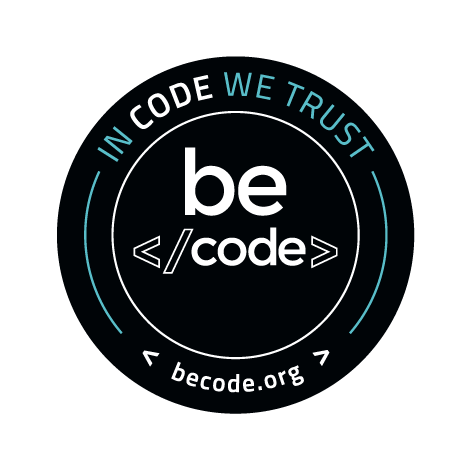 IN CODE WE TRUST
be
</code>
< becode.org >